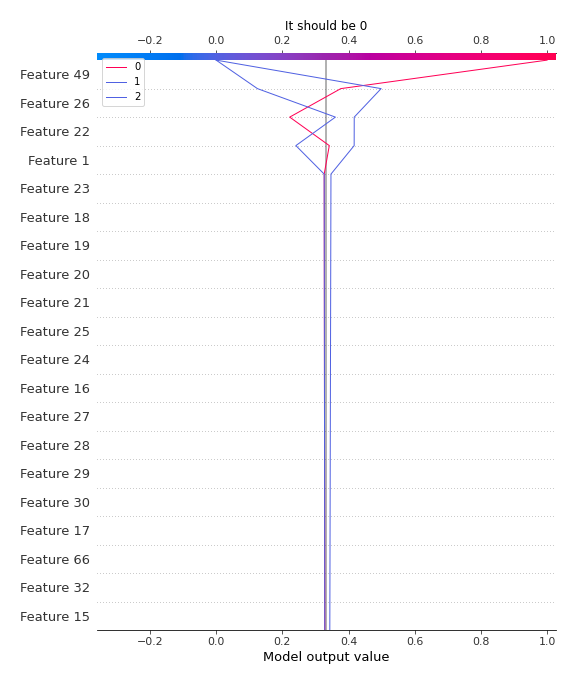 It should be 0
−0.2 0.0 0.2 0.4 0.6 0.8 1.0
0
1
2
Feature 49
Feature 26
Feature 22
Feature 1
Feature 23
Feature 18
Feature 19
Feature 20
Feature 21
Feature 25
Feature 24
Feature 16
Feature 27
Feature 28
Feature 29
Feature 30
Feature 17
Feature 66
Feature 32
Feature 15
−0.2 0.0 0.2 0.4 0.6 0.8 1.0
Model output value